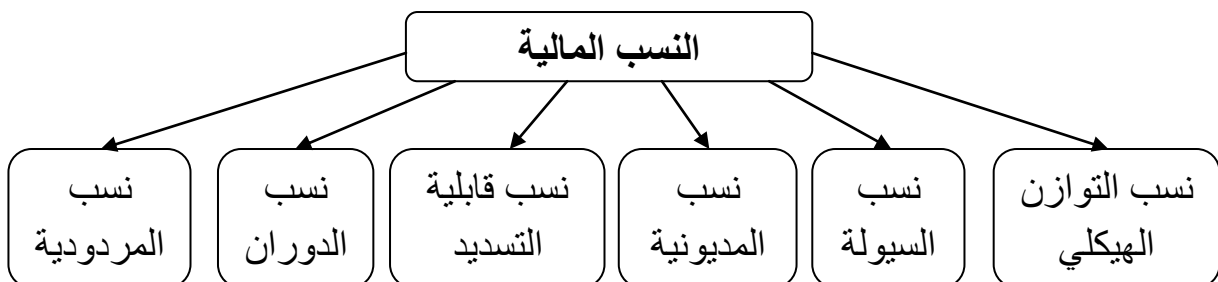 النسب المالية
نسب التوازن
الهيكلي
نسب
السيولة
نسب
المديونية
نسب قابلية
التسديد
نسب
الدوران
نسب
المردودية